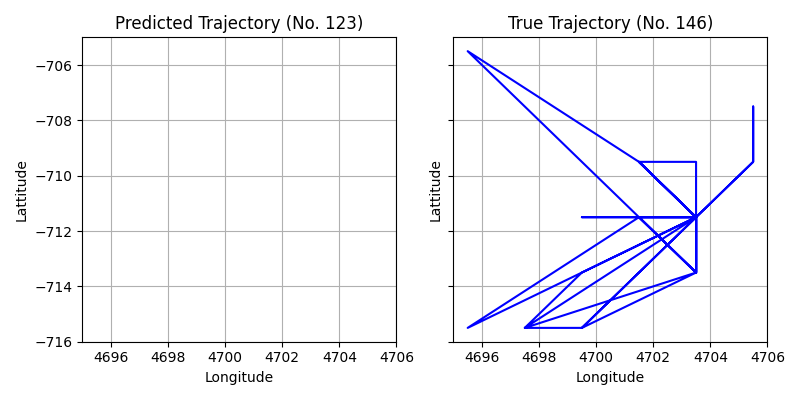 Predicted Trajectory (No. 123)
True Trajectory (No. 146)
−706
−708
−710
−712
−714
−716
Lattitude
Lattitude
4696 4698 4700 4702 4704 4706
4696 4698 4700 4702 4704 4706
Longitude
Longitude